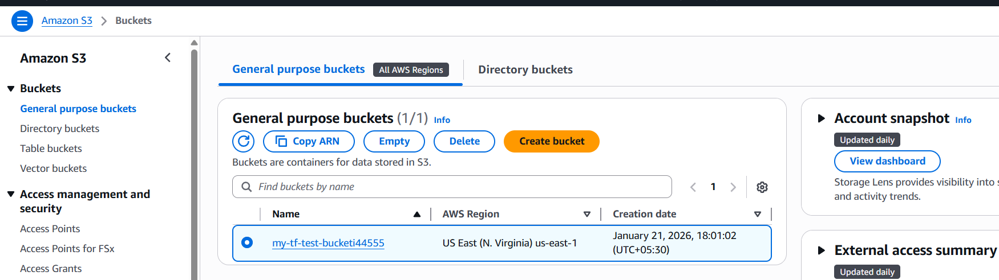 Amazon S3 > Buckets
Amazon S3
Buckets
General purpose buckets
Directory buckets
Table buckets
Vector buckets
Access management and
security
Access Points
Access Points for FSx
Access Grants
General purpose buckets All AWS Regions Directory buckets
General purpose buckets (1/1) Info
Copy ARN Empty Delete Create bucket
Buckets are containers for data stored in S3.
Find buckets by name 1
Name AWS Region Creation date
my-tf-test-bucketi44555 US East (N. Virginia) us-east-1 January 21, 2026, 18:01:02
(UTC+05:30)
Account snapshot Info
Updated daily
View dashboard
Storage Lens provides visibility into
and activity trends.
External access summary
Updated daily